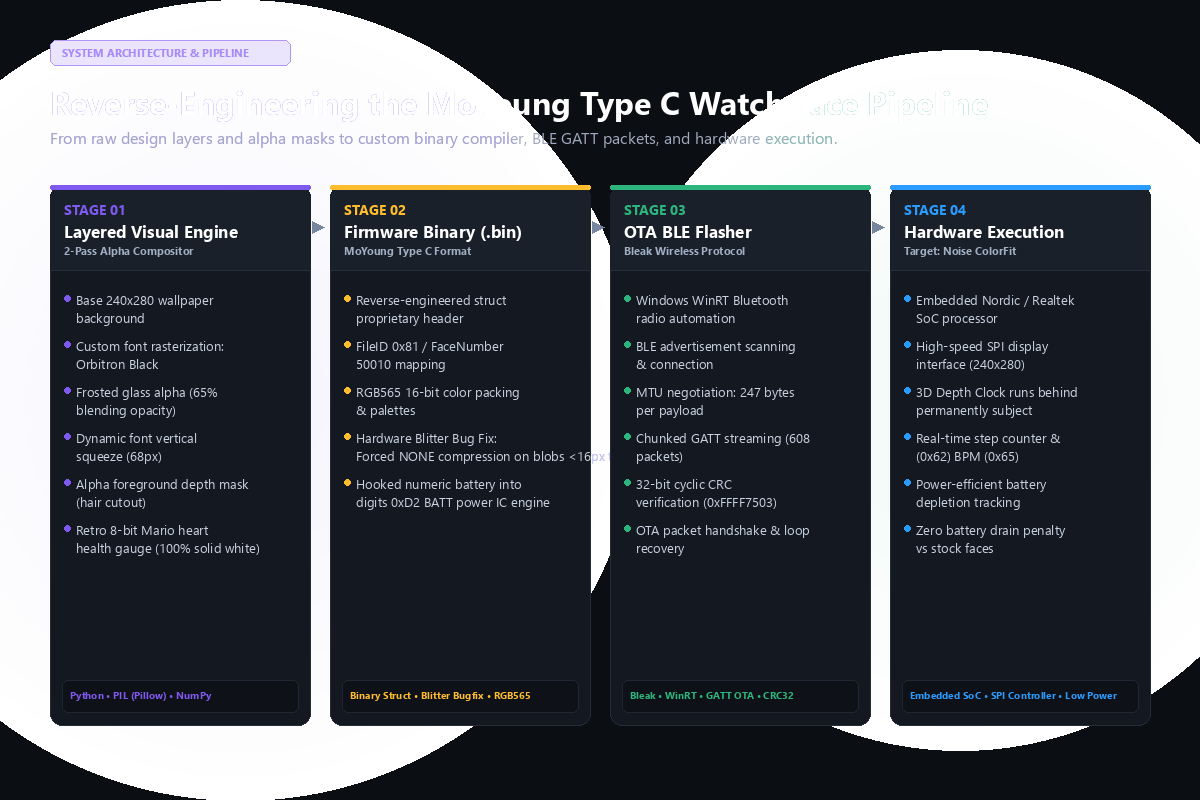 SYSTEM ARCHITECTURE & PIPELINE
Reverse-Engineering the MoYoung Type C Watch Face Pipeline
From raw design layers and alpha masks to custom binary compiler, BLE GATT packets, and hardware execution.
STAGE 01
Layered Visual Engine
2-Pass Alpha Compositor
Base 240x280 wallpaper
background
Custom font rasterization:
Orbitron Black
Frosted glass alpha (65%
blending opacity)
Dynamic font vertical
squeeze (68px)
Alpha foreground depth mask
(hair cutout)
Retro 8-bit Mario heart
health gauge (100% solid white)
Python • PIL (Pillow) • NumPy
STAGE 02
Firmware Binary (.bin)
MoYoung Type C Format
Reverse-engineered struct
proprietary header
FileID 0x81 / FaceNumber
50010 mapping
RGB565 16-bit color packing
& palettes
Hardware Blitter Bug Fix:
Forced NONE compression on blobs <16px
Hooked numeric battery into
digits 0xD2 BATT power IC engine
Binary Struct • Blitter Bugfix • RGB565
STAGE 03
OTA BLE Flasher
Bleak Wireless Protocol
Windows WinRT Bluetooth
radio automation
BLE advertisement scanning
& connection
MTU negotiation: 247 bytes
per payload
Chunked GATT streaming (608
packets)
32-bit cyclic CRC
verification (0xFFFF7503)
OTA packet handshake & loop
recovery
Bleak • WinRT • GATT OTA • CRC32
STAGE 04
Hardware Execution
Target: Noise ColorFit
Embedded Nordic / Realtek
SoC processor
High-speed SPI display
interface (240x280)
3D Depth Clock runs behind
permanently subject
Real-time step counter &
(0x62) BPM (0x65)
Power-efficient battery
depletion tracking
Zero battery drain penalty
vs stock faces
Embedded SoC • SPI Controller • Low Power